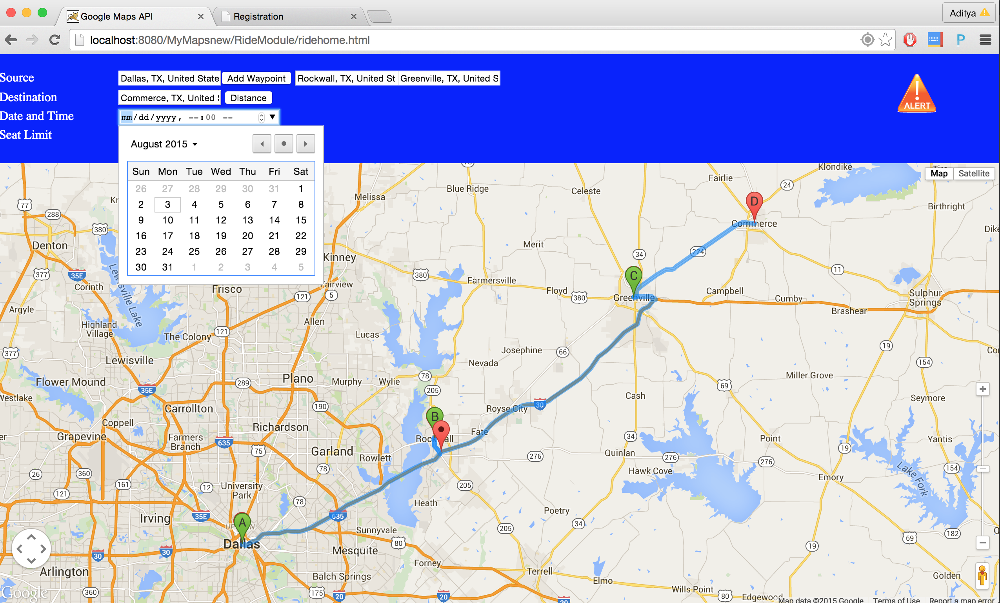 Google Maps API
Registration
Aditya
localhost:8080/MyMapsnew/RideModule/ridehome.html
Source
Dallas, TX, United State
Add Waypoint
Rockwall, TX, United St
Greenville, TX, United S
Destination
Commerce, TX, United
Distance
Date and Time
mm/dd/yyyy, --:00 --
Seat Limit
ALERT
August 2015
Sun Mon Tue Wed Thu Fri Sat
26 27 28 29 30 31 1
2 3 4 5 6 7 8
9 10 11 12 13 14 15
16 17 18 19 20 21 22
23 24 25 26 27 28 29
30 31 1 2 3 4 5
Map
Satellite
Klondike
Fairlie
24
Blue Ridge
Celeste
Melissa
D
77
288
Birthright
Commerce
380
Denton
Merit
224
34
Kinney
377
35E
Corinth
Lewisville Lake
Frisco
Fairview
5
121
380
Farmersville
Floyd
380
C
Greenville
11
Campbell
Cumby
Sulphur
Springs
Brashear
Argyle
Highland
Village
The Colony
121
Allen
Lucas
377
Lewisville
Josephine
66
Nevada
19
154
Flower Mound
289
Plano
Murphy
Wylie
78
205
Miller Grove
69
35E
Westlake
Carrollton
190
Cash
Seymore
Royse City
30
B
Coppell
Richardson
Rockwall
Fate
Grapevine
Farmers
Branch
635
75
Garland
Rowlett
34
Point
Yantis
19
276
Quinlan
276
276
Hawk Cove
Lake Fork
154
Emory
26
360
161
121
12
University
Park
78
78
205
Heath
Poetry
Irving
35E
A
635
Dallas
Sunnyvale
80
205
34
69
182
19
30
30
Mesquite
Forney
Arlington
Balch Springs
Terrell
Elmo
Golden
Google
360
175
20
20
20
Wills Point
80
Edgewood
Map data ©2015 Google
Terms of Use
Report a map error